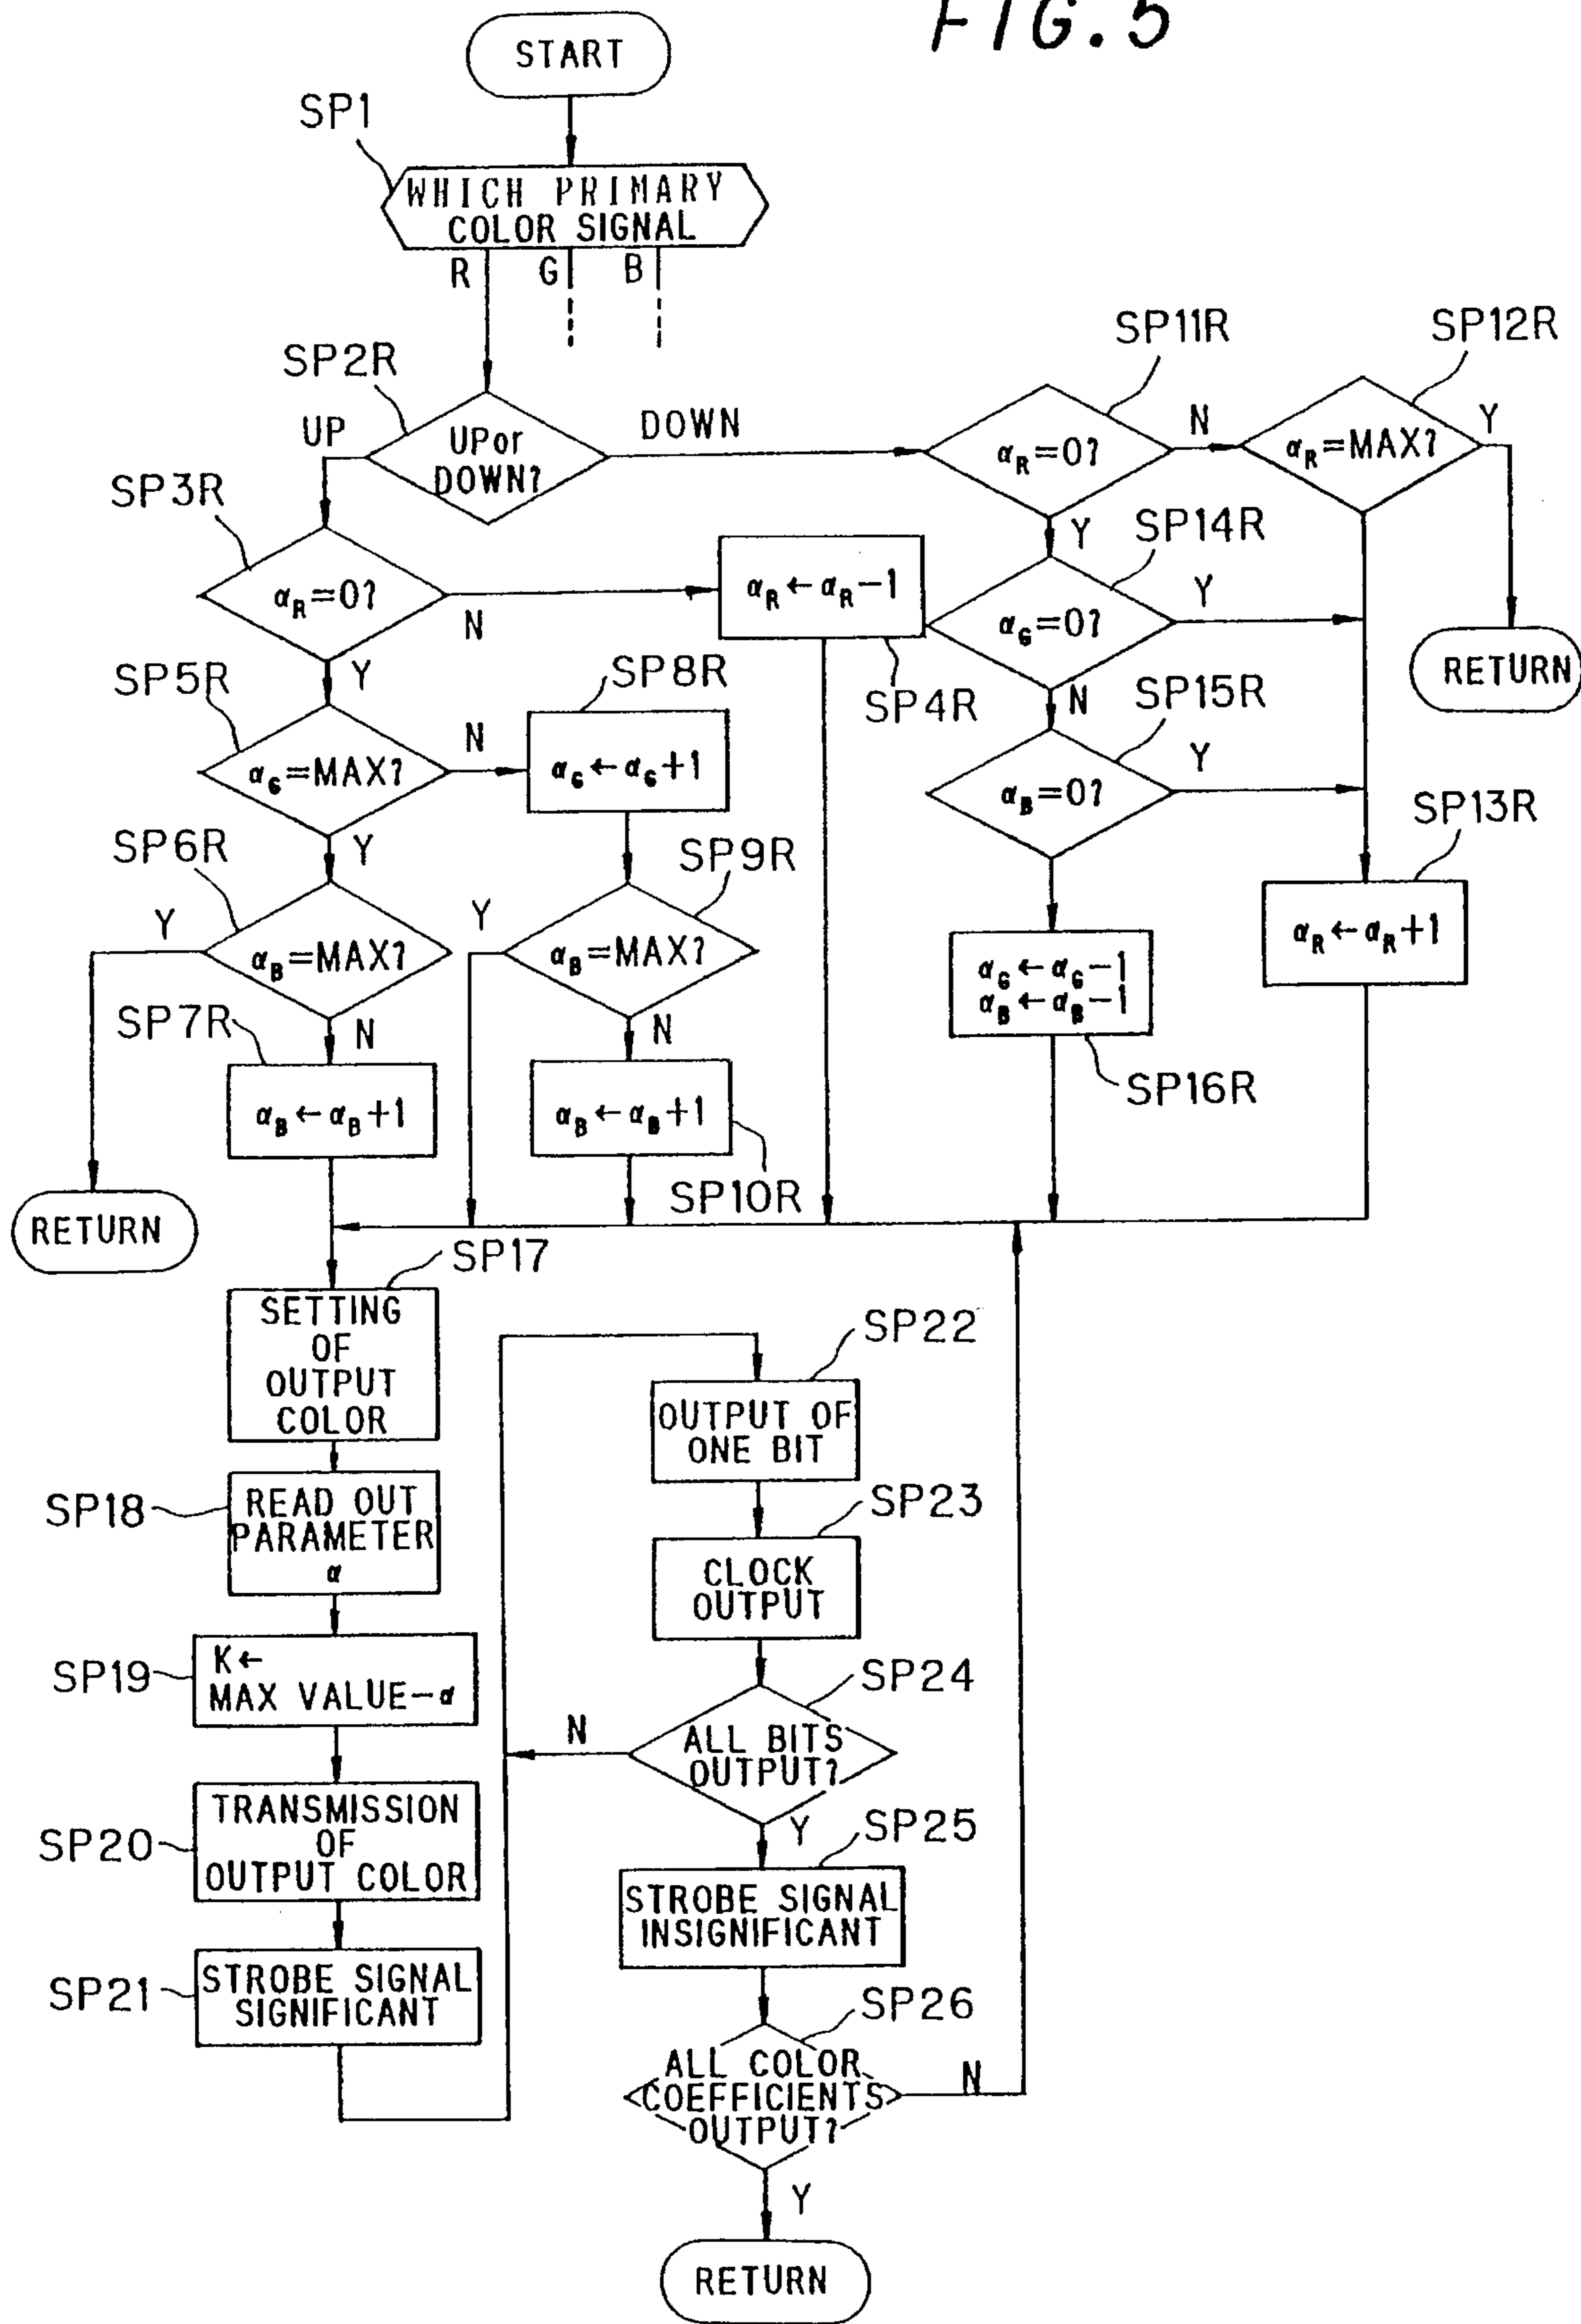 FIG. 5
START
SP1
WHICH PRIMARY
COLOR SIGNAL
R
G
B
SP2R
UP
UP or
DOWN?
DOWN
SP11R
αR=0?
N
SP12R
αR=MAX?
Y
RETURN
SP3R
αR=0?
N
Y
αR←αR−1
SP4R
Y
SP14R
αG=0?
Y
N
SP5R
αG=MAX?
N
Y
SP8R
αG←αG+1
SP15R
αB=0?
Y
SP13R
αR←αR+1
SP6R
Y
αB=MAX?
N
SP9R
Y
αB=MAX?
N
αG←αG−1
αB←αB−1
SP16R
SP7R
αB←αB+1
αB←αB+1
SP10R
RETURN
SP17
SETTING
OF
OUTPUT
COLOR
SP18
READ OUT
PARAMETER
α
SP19
K←
MAX VALUE−α
SP20
TRANSMISSION
OF
OUTPUT COLOR
SP21
STROBE SIGNAL
SIGNIFICANT
SP22
OUTPUT OF
ONE BIT
SP23
CLOCK
OUTPUT
SP24
N
ALL BITS
OUTPUT?
Y
SP25
STROBE SIGNAL
INSIGNIFICANT
SP26
ALL COLOR
COEFFICIENTS
OUTPUT?
N
Y
RETURN